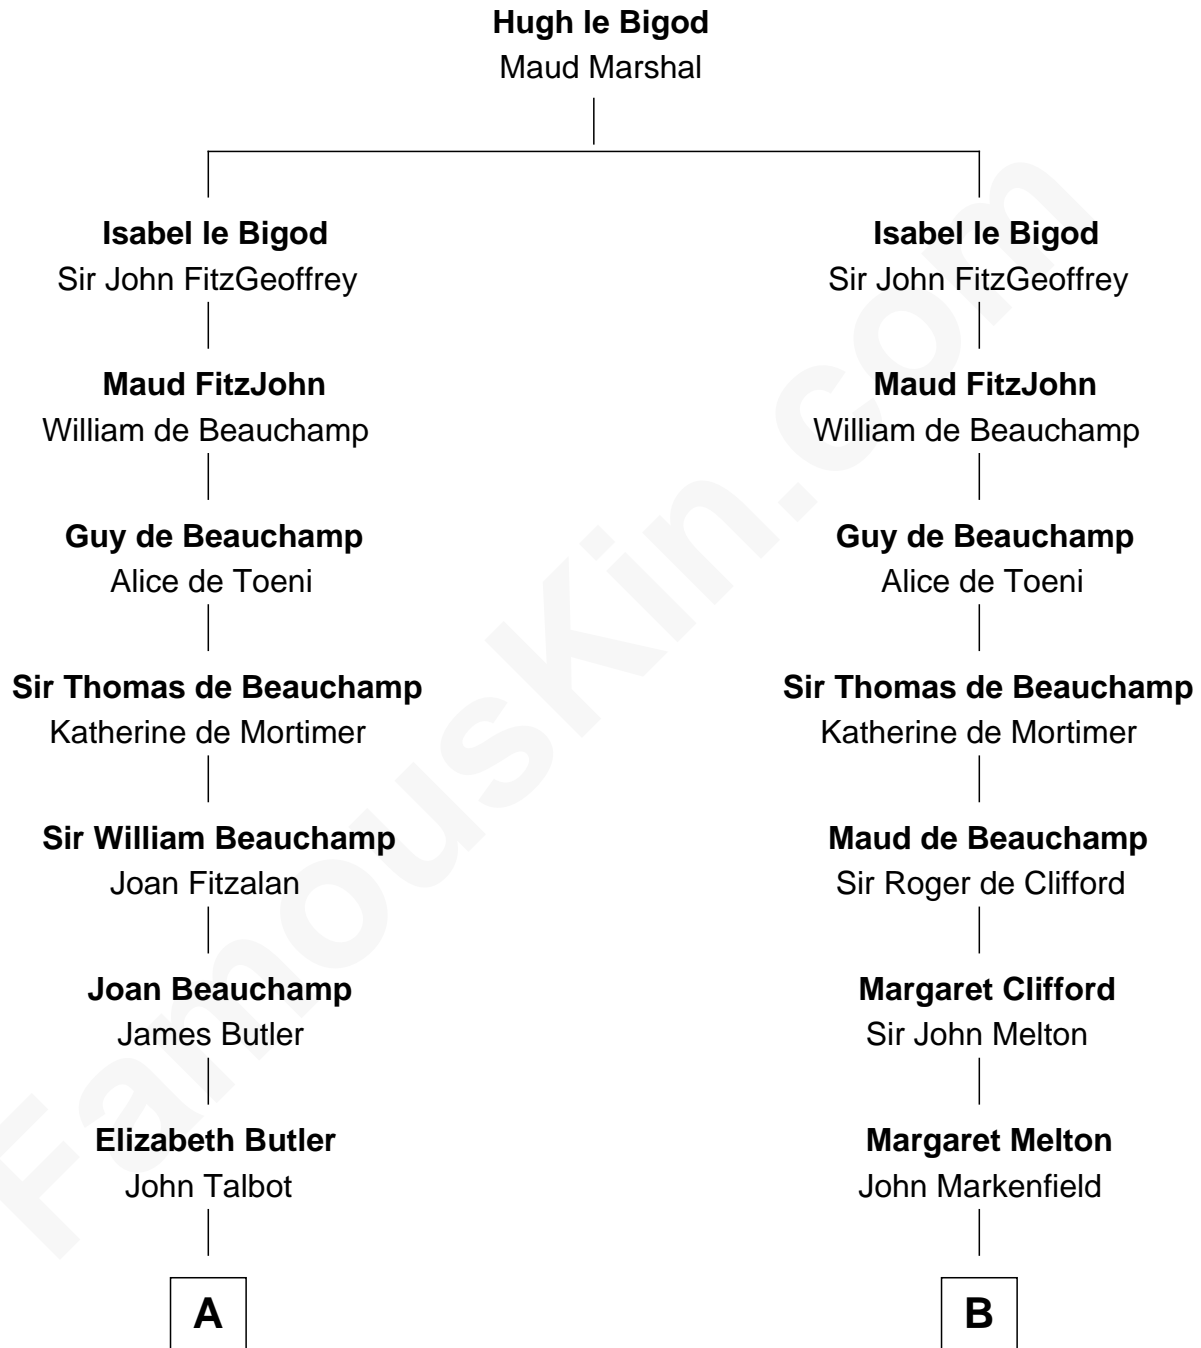 Hugh le Bigod
Maud Marshal
Isabel le Bigod
Sir John FitzGeoffrey
Maud FitzJohn
William de Beauchamp
Guy de Beauchamp
Alice de Toeni
Sir Thomas de Beauchamp
Katherine de Mortimer
Sir William Beauchamp
Joan Fitzalan
Joan Beauchamp
James Butler
Elizabeth Butler
John Talbot
A
Isabel le Bigod
Sir John FitzGeoffrey
Maud FitzJohn
William de Beauchamp
Guy de Beauchamp
Alice de Toeni
Sir Thomas de Beauchamp
Katherine de Mortimer
Maud de Beauchamp
Sir Roger de Clifford
Margaret Clifford
Sir John Melton
Margaret Melton
John Markenfield
B
FamousKin.com